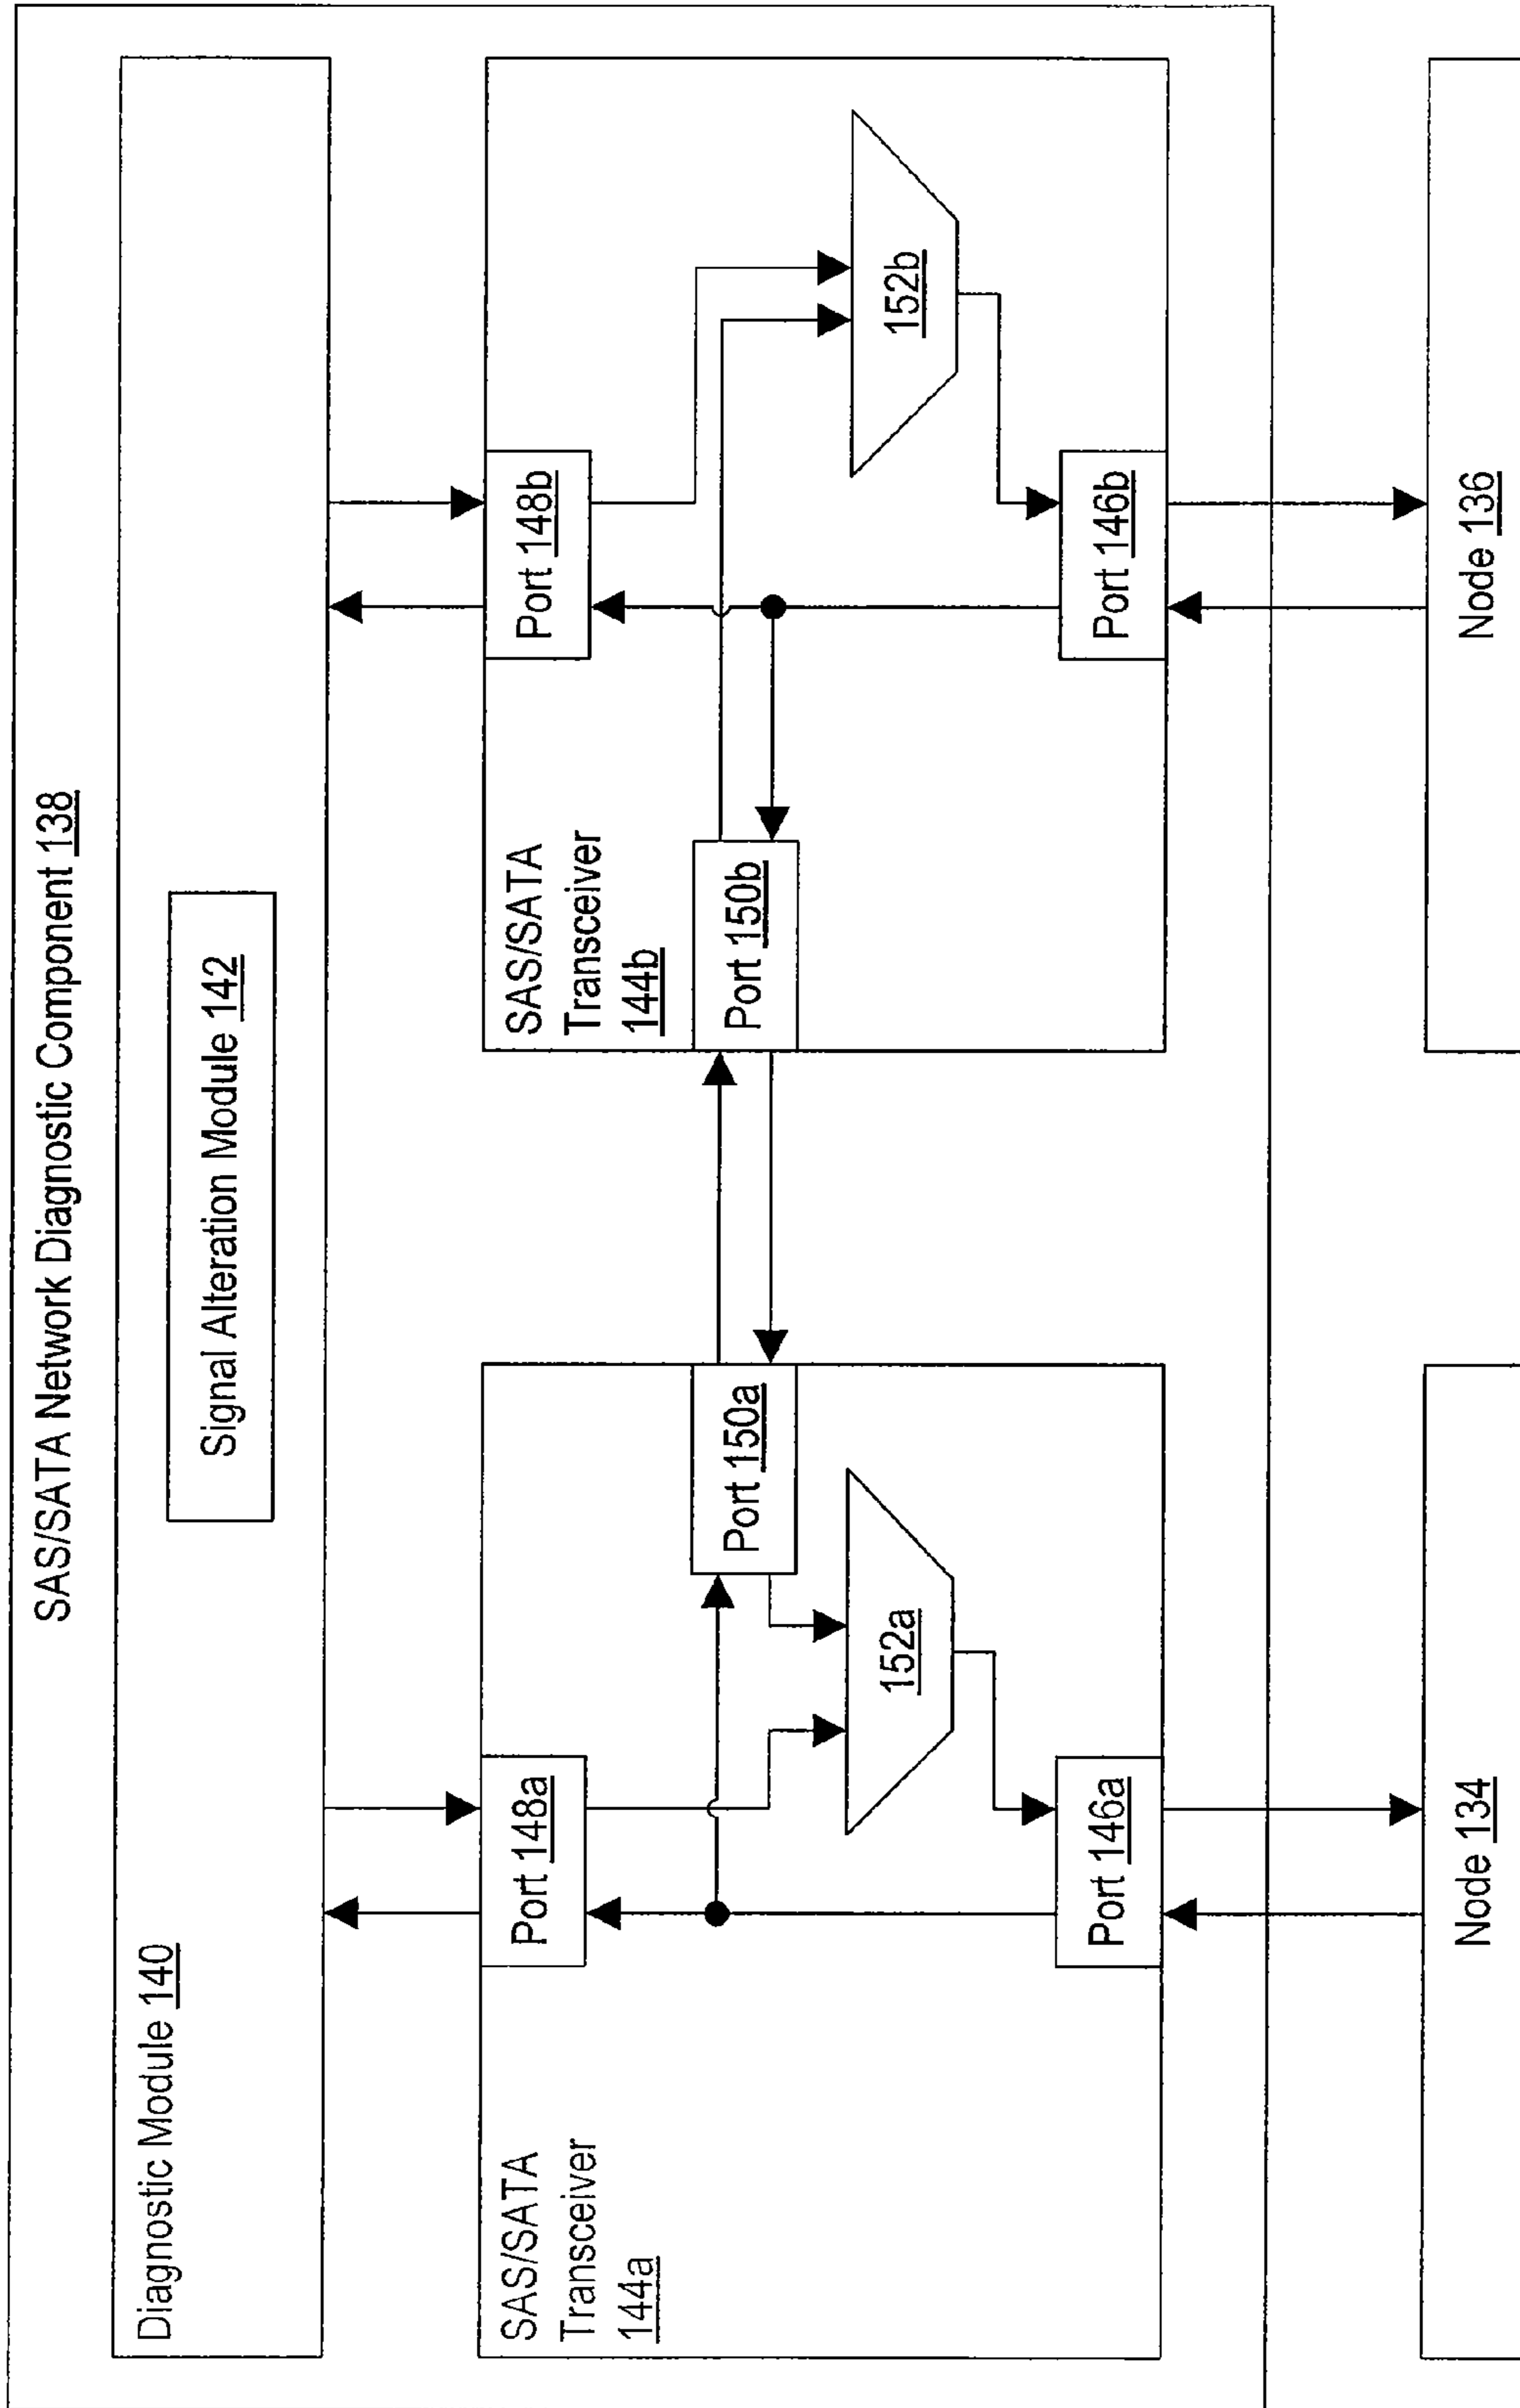 SAS/SATA Network Diagnostic Component 138
Diagnostic Module 140
Signal Alteration Module 142
SAS/SATA
Transceiver
144a
Port 148a
Port 150a
152a
Port 146a
SAS/SATA
Transceiver
144b
Port 148b
Port 150b
152b
Port 146b
Node 134
Node 136